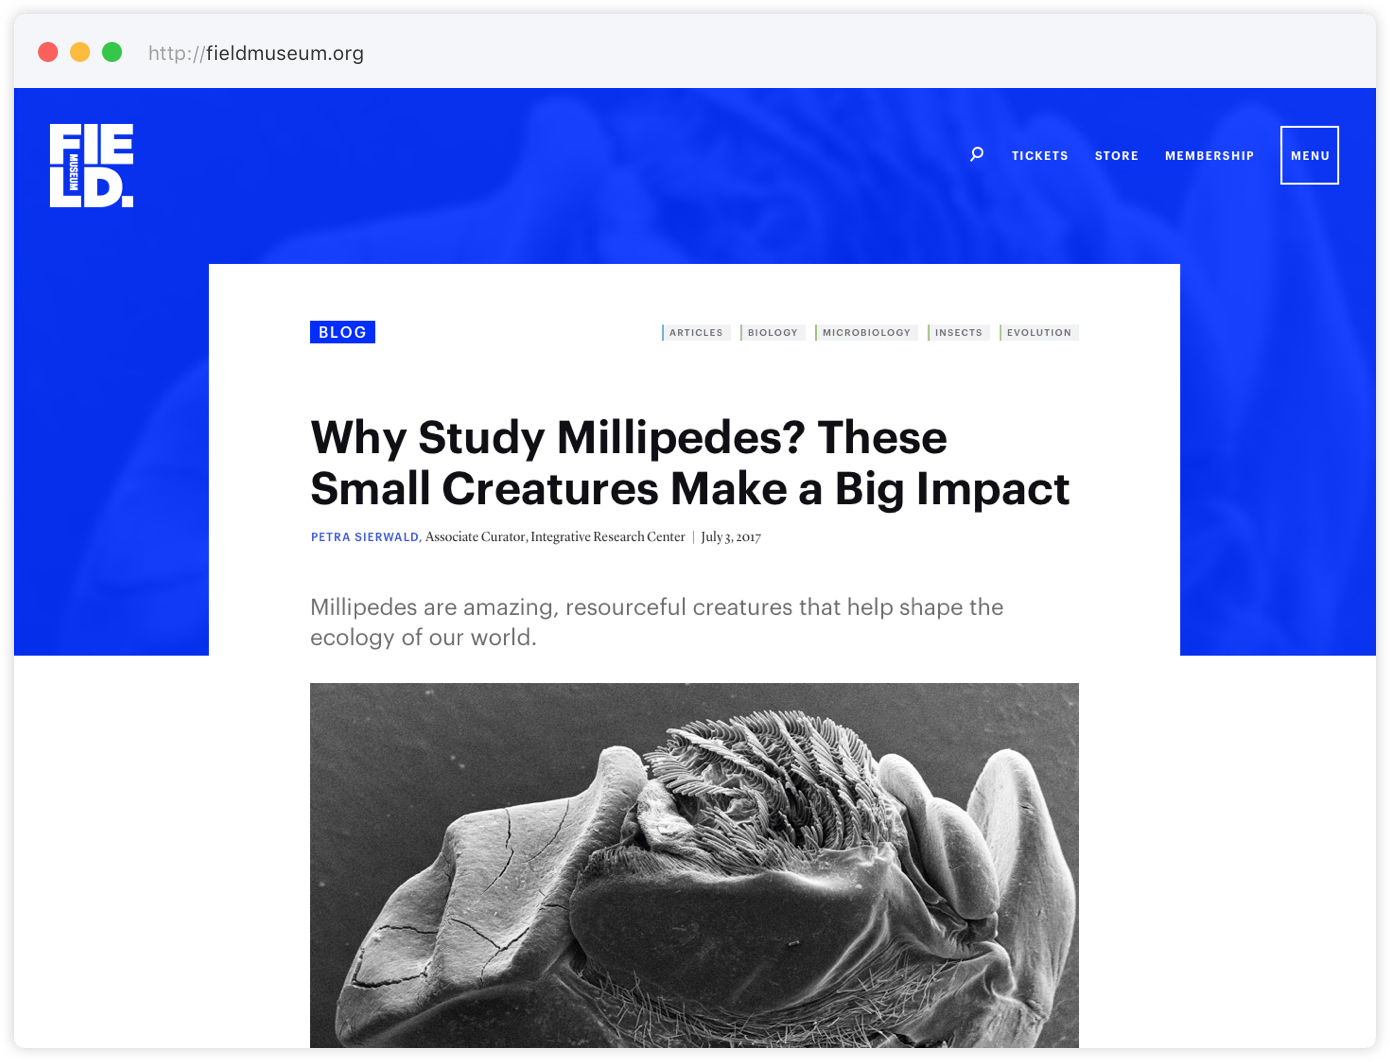 http://fieldmuseum.org
FIE
MUSEUM
LD.
TICKETS STORE MEMBERSHIP MENU
BLOG
ARTICLES BIOLOGY MICROBIOLOGY INSECTS EVOLUTION
Why Study Millipedes? These
Small Creatures Make a Big Impact
PETRA SIERWALD, Associate Curator, Integrative Research Center | July 3, 2017
Millipedes are amazing, resourceful creatures that help shape the
ecology of our world.